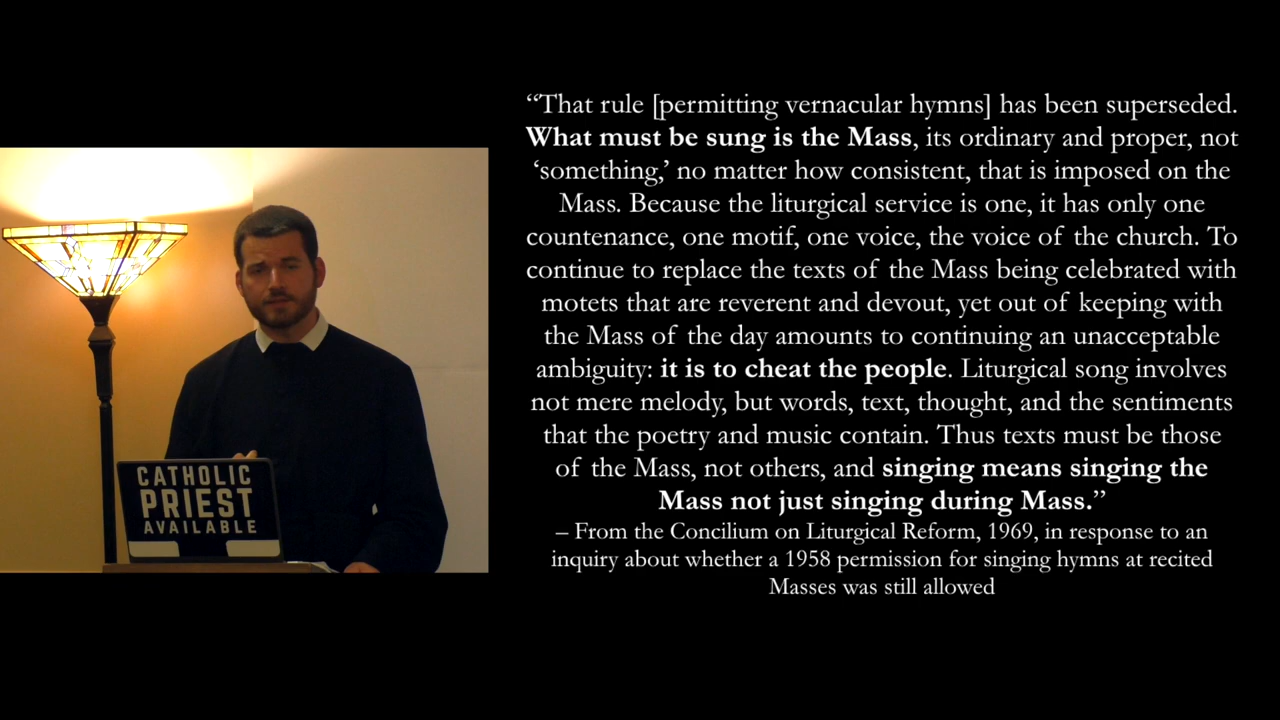 CATHOLIC
PRIEST
AVAILABLE
“That rule [permitting vernacular hymns] has been superseded.
What must be sung is the Mass, its ordinary and proper, not
‘something,’ no matter how consistent, that is imposed on the
Mass. Because the liturgical service is one, it has only one
countenance, one motif, one voice, the voice of the church. To
continue to replace the texts of the Mass being celebrated with
motets that are reverent and devout, yet out of keeping with
the Mass of the day amounts to continuing an unacceptable
ambiguity: it is to cheat the people. Liturgical song involves
not mere melody, but words, text, thought, and the sentiments
that the poetry and music contain. Thus texts must be those
of the Mass, not others, and singing means singing the
Mass not just singing during Mass.”
– From the Concilium on Liturgical Reform, 1969, in response to an
inquiry about whether a 1958 permission for singing hymns at recited
Masses was still allowed